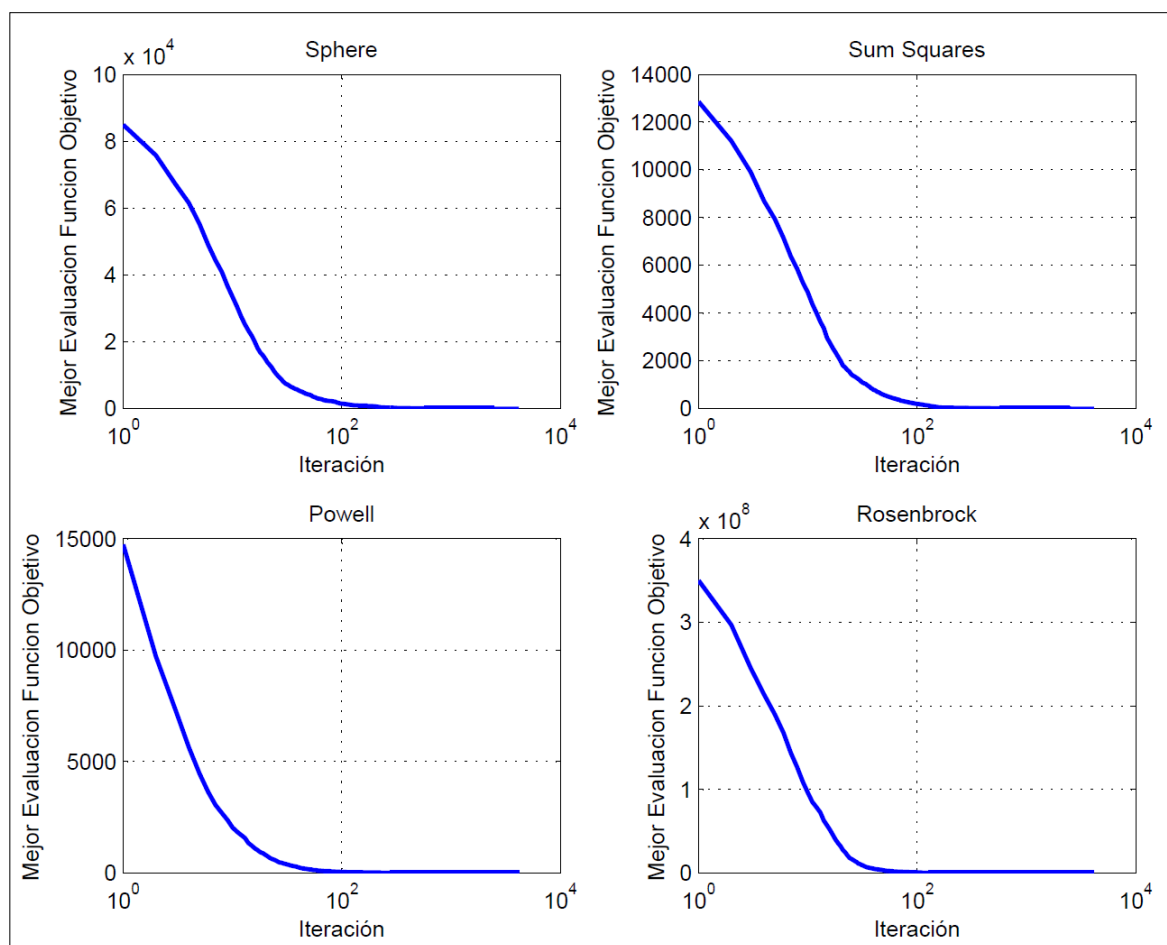 Sphere
x 10^4
Mejor Evaluacion Funcion Objetivo
10
8
6
4
2
0
10^0
10^2
10^4
Iteración
Sum Squares
Mejor Evaluacion Funcion Objetivo
14000
12000
10000
8000
6000
4000
2000
0
10^0
10^2
10^4
Iteración
Powell
Mejor Evaluacion Funcion Objetivo
15000
10000
5000
0
10^0
10^2
10^4
Iteración
Rosenbrock
x 10^8
Mejor Evaluacion Funcion Objetivo
4
3
2
1
0
10^0
10^2
10^4
Iteración